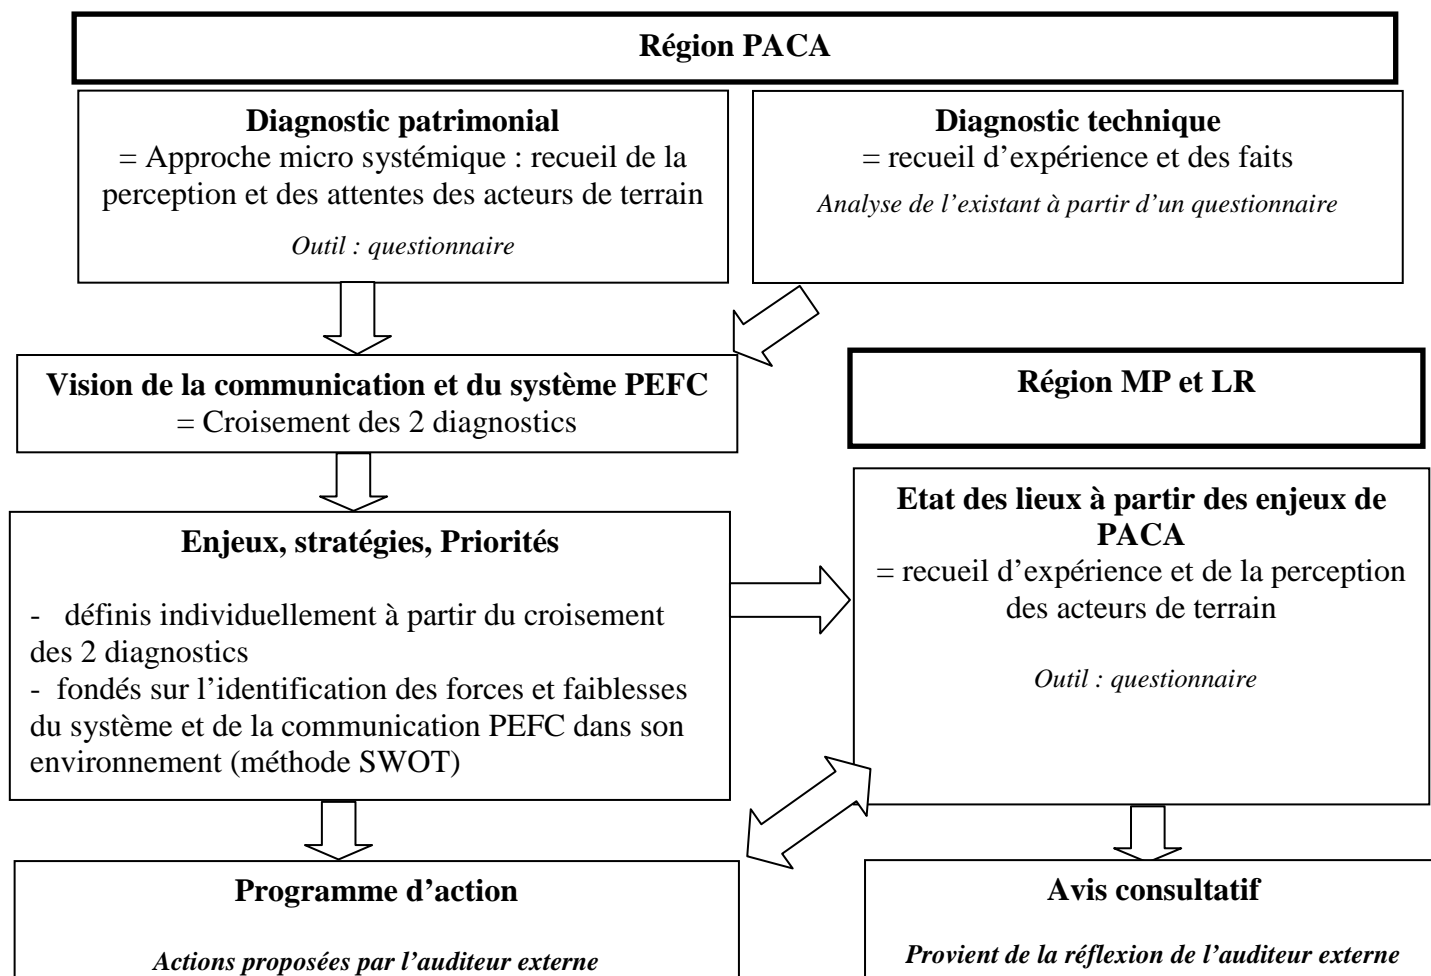 Région PACA
Diagnostic patrimonial
= Approche micro systémique : recueil de la
perception et des attentes des acteurs de terrain
Outil : questionnaire
Diagnostic technique
= recueil d’expérience et des faits
Analyse de l’existant à partir d’un questionnaire
Vision de la communication et du système PEFC
= Croisement des 2 diagnostics
Région MP et LR
Enjeux, stratégies, Priorités
- définis individuellement à partir du croisement
des 2 diagnostics
- fondés sur l’identification des forces et faiblesses
du système et de la communication PEFC dans son
environnement (méthode SWOT)
Etat des lieux à partir des enjeux de
PACA
= recueil d’expérience et de la perception
des acteurs de terrain
Outil : questionnaire
Programme d’action
Actions proposées par l’auditeur externe
Avis consultatif
Provient de la réflexion de l’auditeur externe